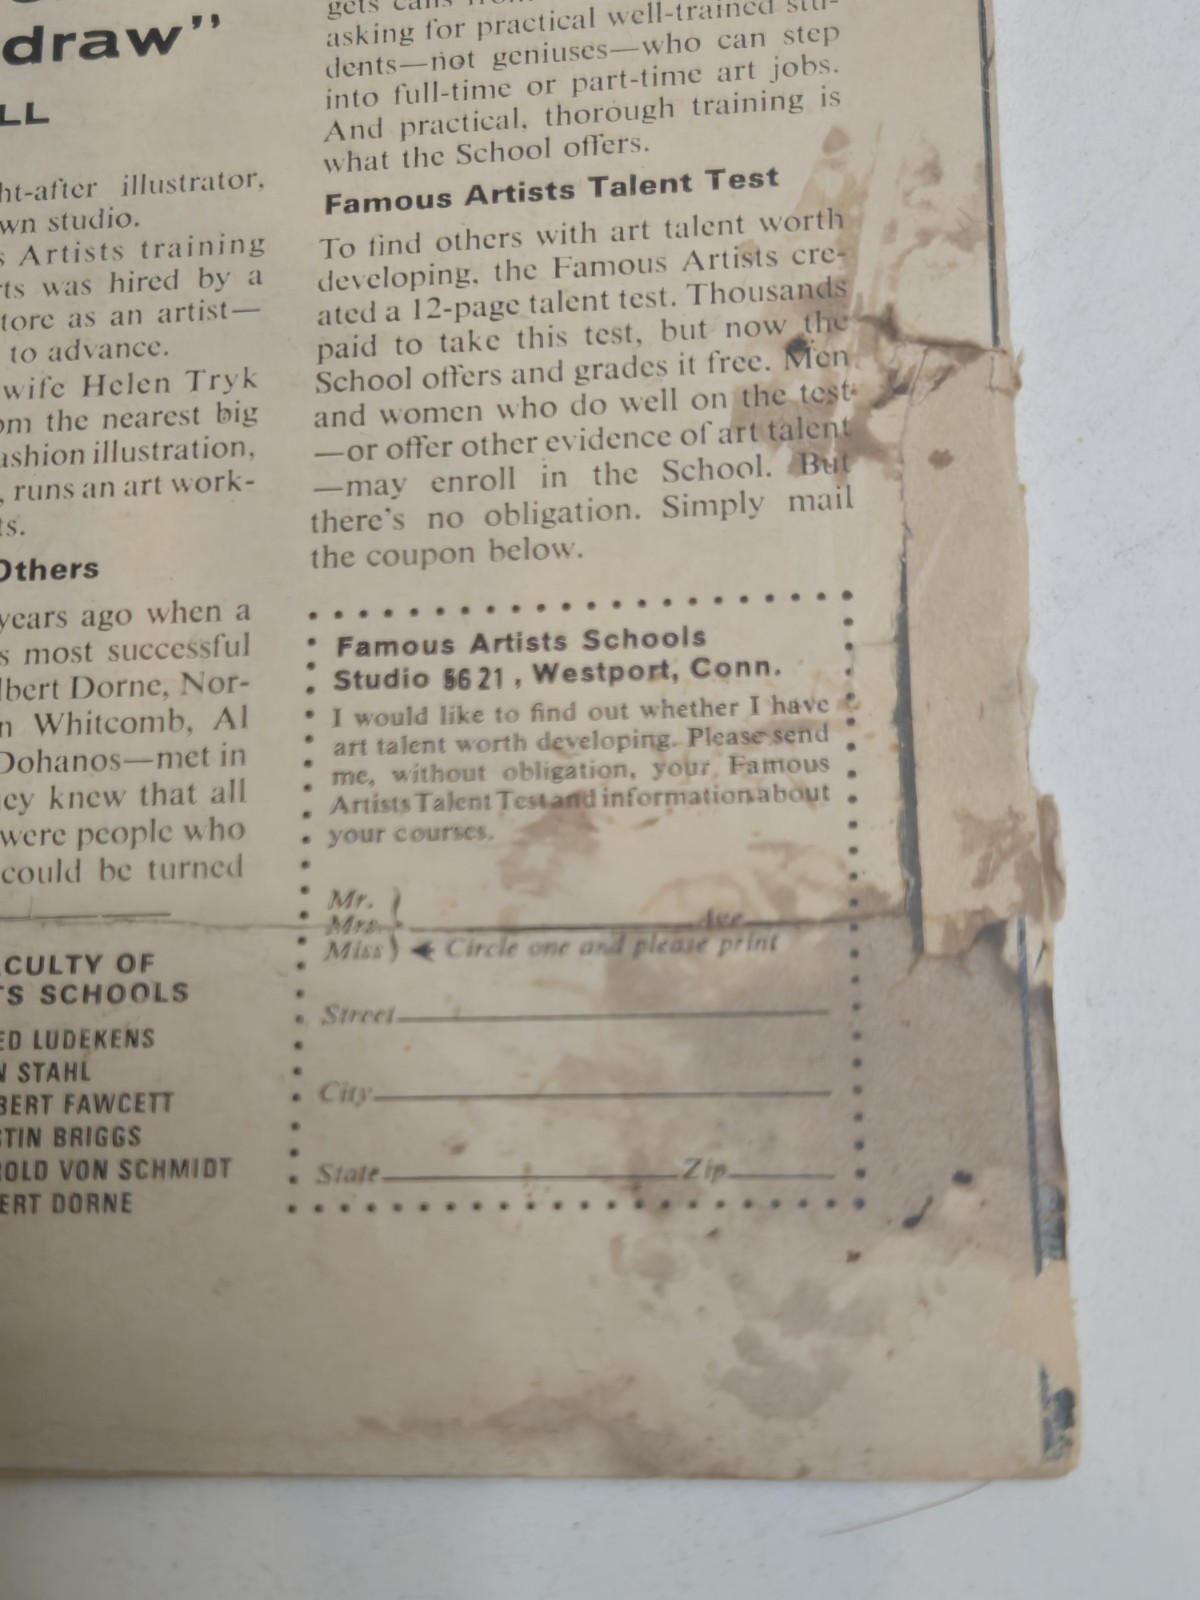 draw”
LL
ht-after illustrator,
wn studio.
s Artists training
rts was hired by a
tore as an artist—
to advance.
wife Helen Tryk
om the nearest big
ashion illustration,
, runs an art work-
ts.
Others
years ago when a
s most successful
lbert Dorne, Nor-
n Whitcomb, Al
Dohanos—met in
ey knew that all
were people who
could be turned
CULTY OF
TS SCHOOLS
ED LUDEKENS
N STAHL
BERT FAWCETT
STIN BRIGGS
OLD VON SCHMIDT
ERT DORNE
gets calls from
asking for practical well-trained stu-
dents—not geniuses—who can step
into full-time or part-time art jobs.
And practical, thorough training is
what the School offers.
Famous Artists Talent Test
To find others with art talent worth
developing, the Famous Artists cre-
ated a 12-page talent test. Thousands
paid to take this test, but now the
School offers and grades it free. Men
and women who do well on the test
—or offer other evidence of art talent
—may enroll in the School. But
there's no obligation. Simply mail
the coupon below.
Famous Artists Schools
Studio 5621, Westport, Conn.
I would like to find out whether I have
art talent worth developing. Please send
me, without obligation, your Famous
Artists Talent Test and information about
your courses.
Mr.
Mrs. Age
Miss Circle one and please print
Street
City
State Zip